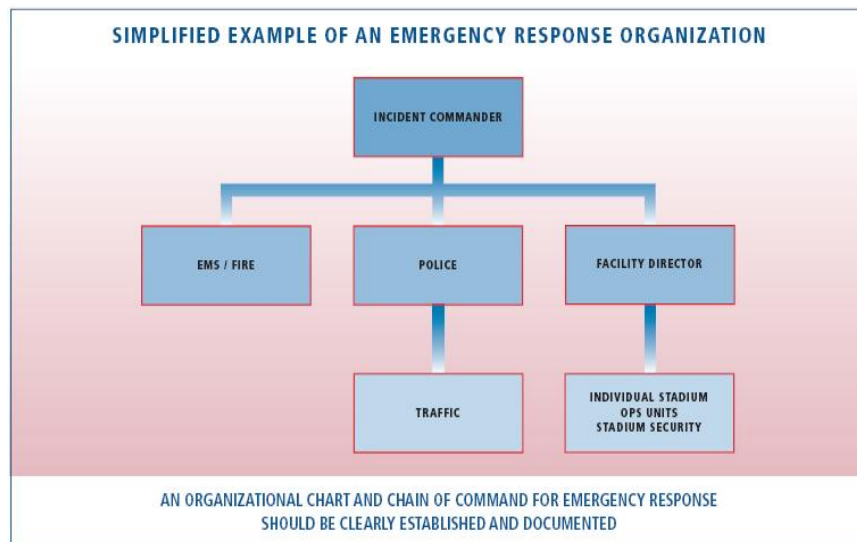 SIMPLIFIED EXAMPLE OF AN EMERGENCY RESPONSE ORGANIZATION
INCIDENT COMMANDER
EMS / FIRE
POLICE
FACILITY DIRECTOR
TRAFFIC
INDIVIDUAL STADIUM
OPS UNITS
STADIUM SECURITY
AN ORGANIZATIONAL CHART AND CHAIN OF COMMAND FOR EMERGENCY RESPONSE
SHOULD BE CLEARLY ESTABLISHED AND DOCUMENTED